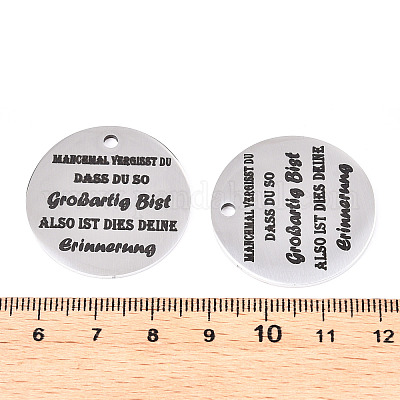 MANCHMAL VERGISST DU
DASS DU SO
Großartig Bist
ALSO IST DIES DEINE
Erinnerung
MANCHMAL VERGISST DU
DASS DU SO
Großartig Bist
ALSO IST DIES DEINE
Erinnerung
6 7 8 9 10 11 12